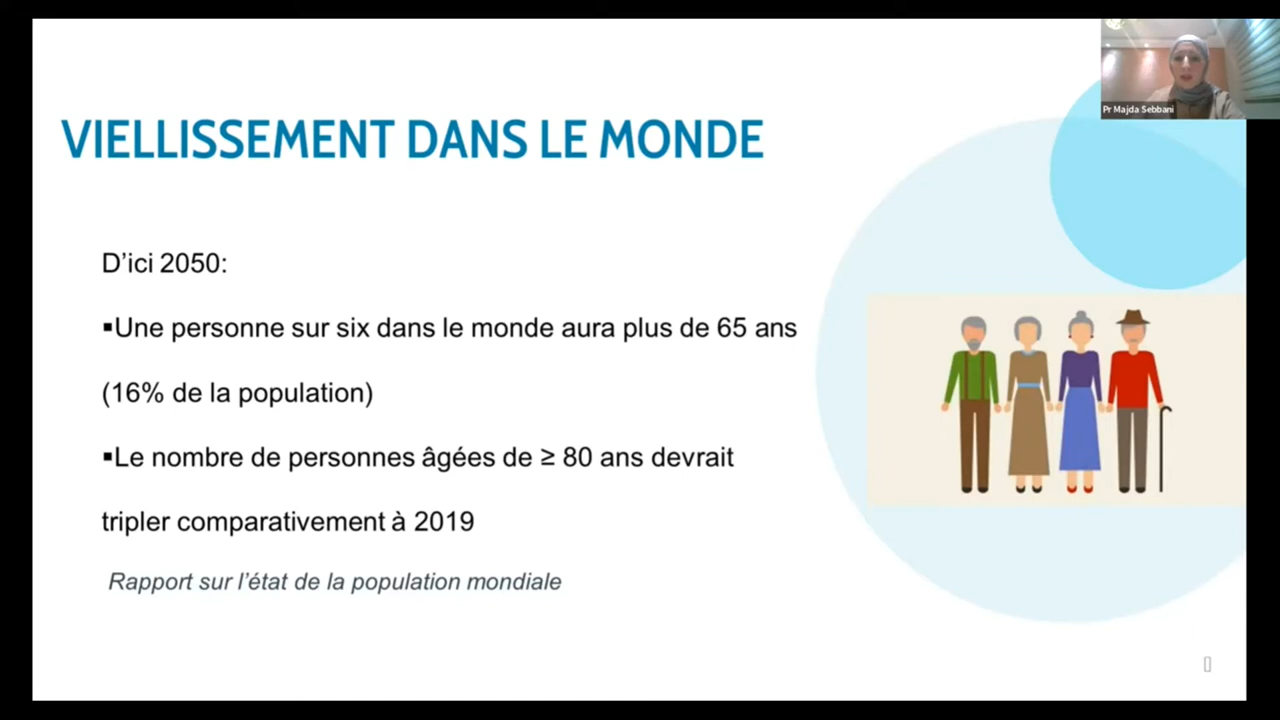 Pr Majda Sebbani
VIELLISSEMENT DANS LE MONDE
D'ici 2050:
▪Une personne sur six dans le monde aura plus de 65 ans
(16% de la population)
▪Le nombre de personnes âgées de ≥ 80 ans devrait
tripler comparativement à 2019
Rapport sur l'état de la population mondiale